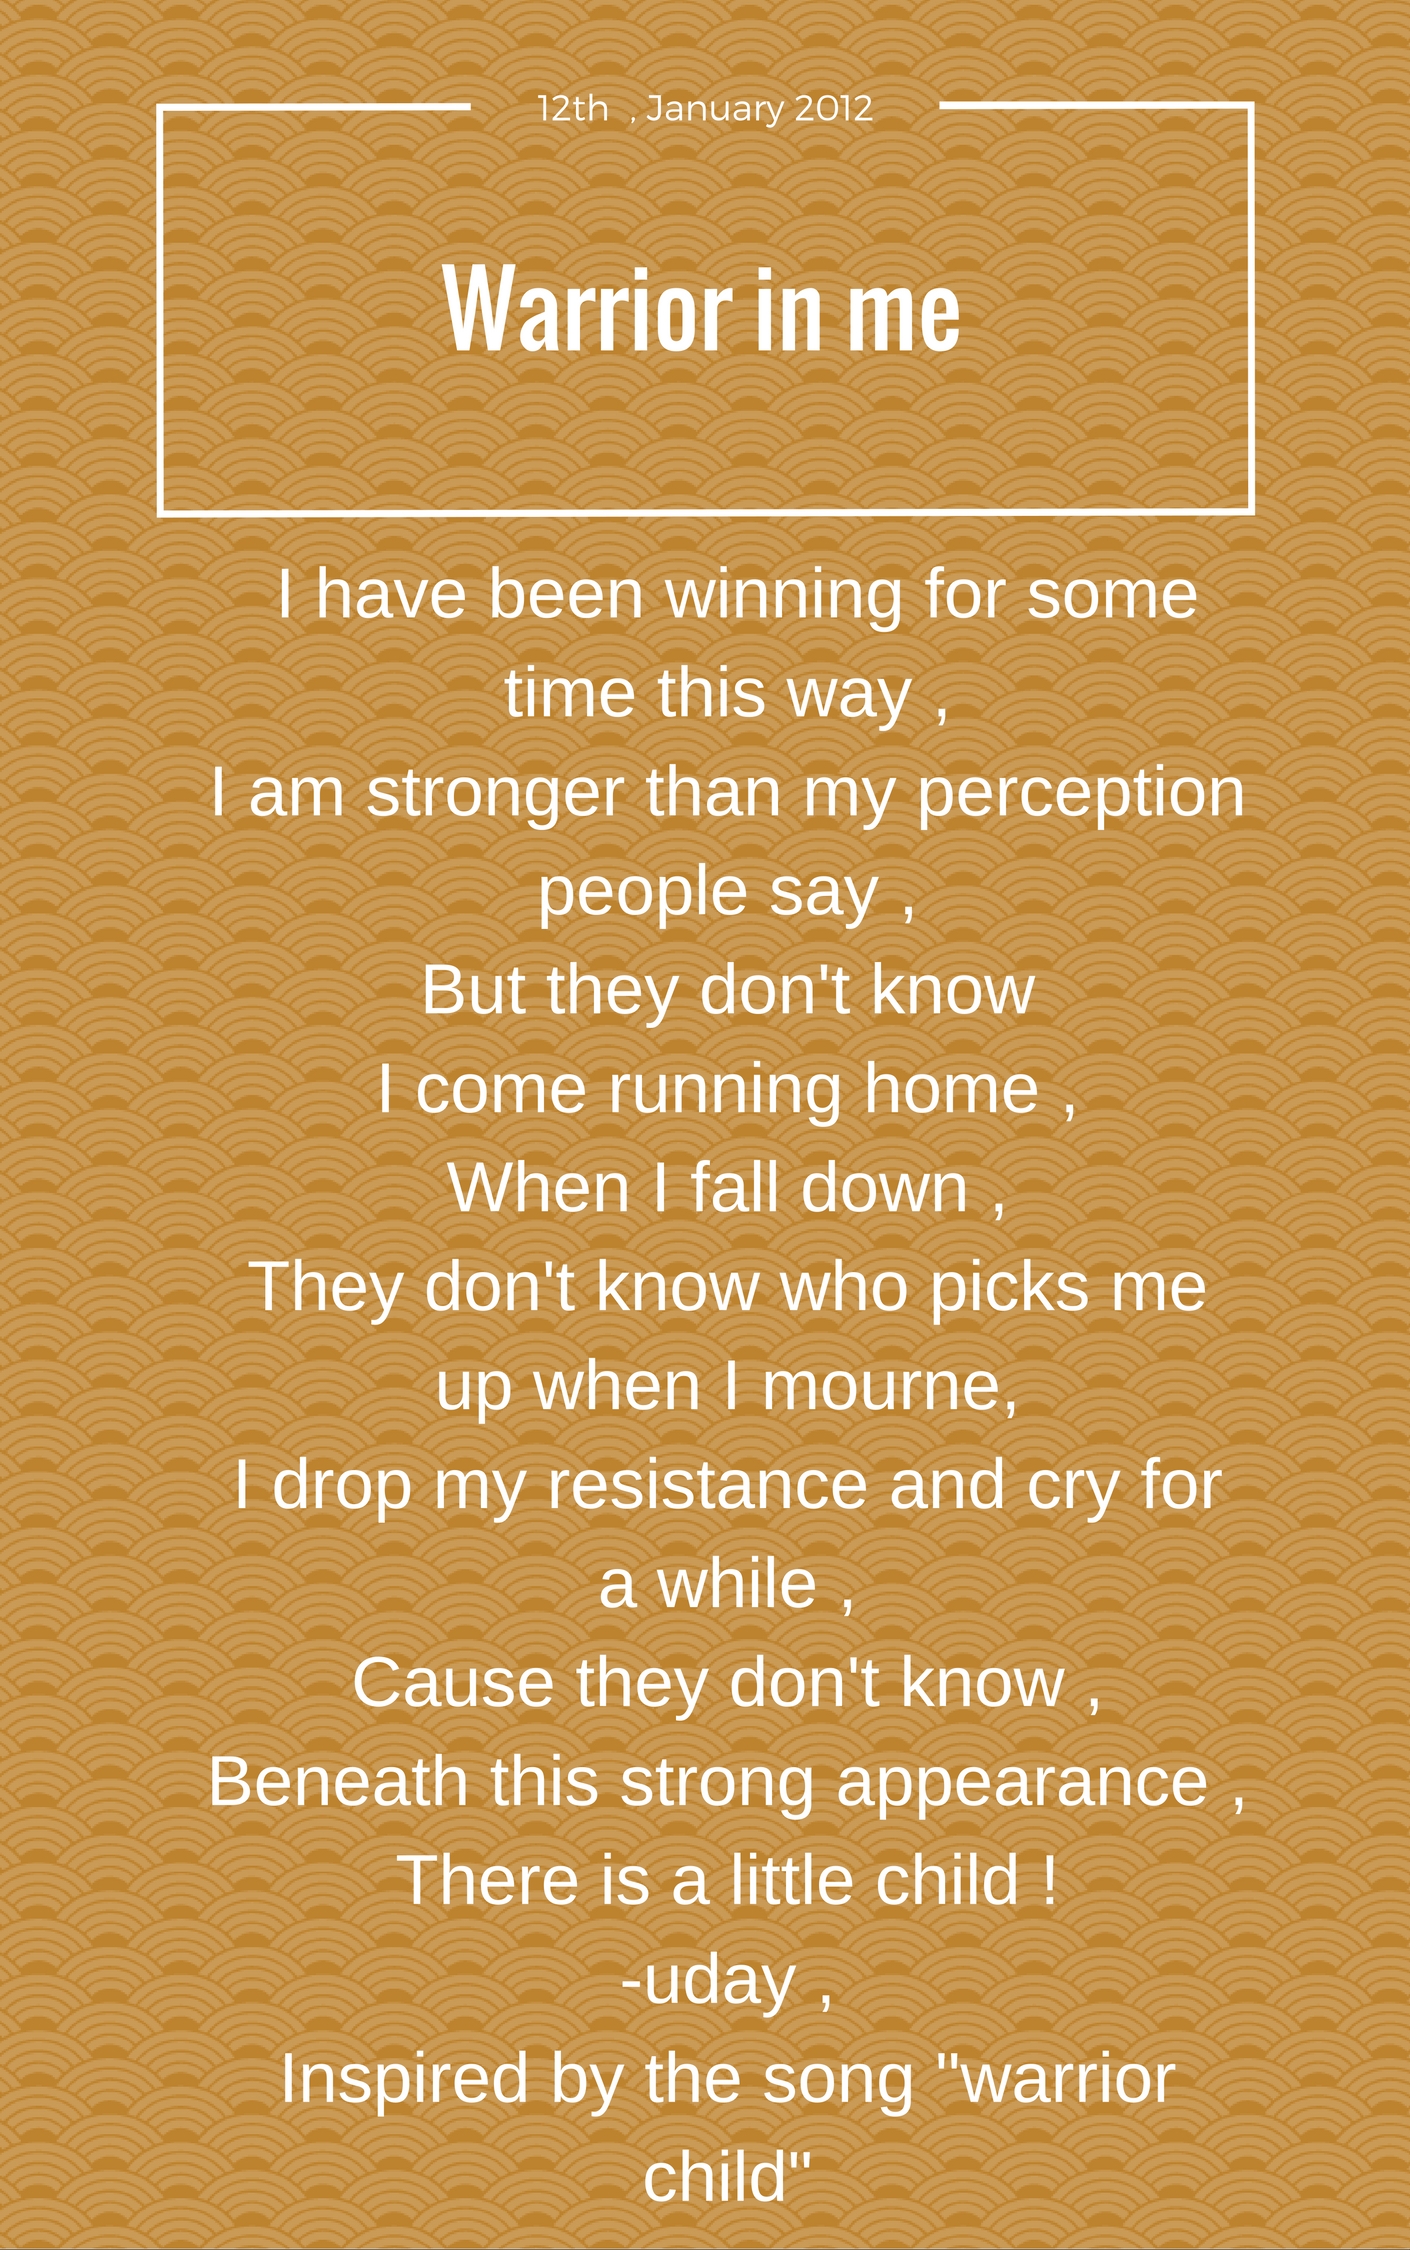 12th  , January 2012
Warrior in me
I have been winning for some
time this way ,
I am stronger than my perception
people say ,
But they don't know
I come running home ,
When I fall down ,
They don't know who picks me
up when I mourne,
I drop my resistance and cry for
a while ,
Cause they don't know ,
Beneath this strong appearance ,
There is a little child !
-uday ,
Inspired by the song "warrior
child"